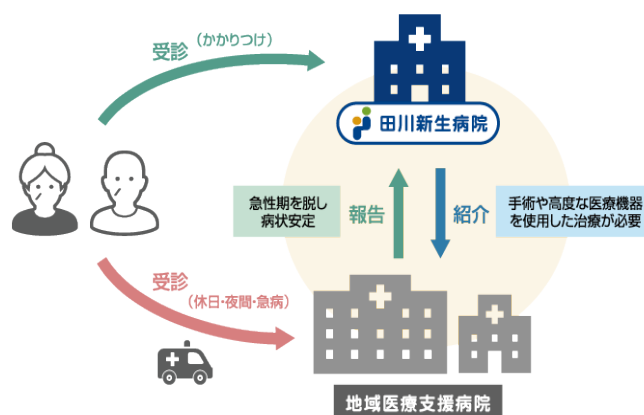 受診（かかりつけ）
田川新生病院
急性期を脱し
病状安定
報告
紹介
手術や高度な医療機器
を使用した治療が必要
受診
（休日・夜間・急病）
地域医療支援病院